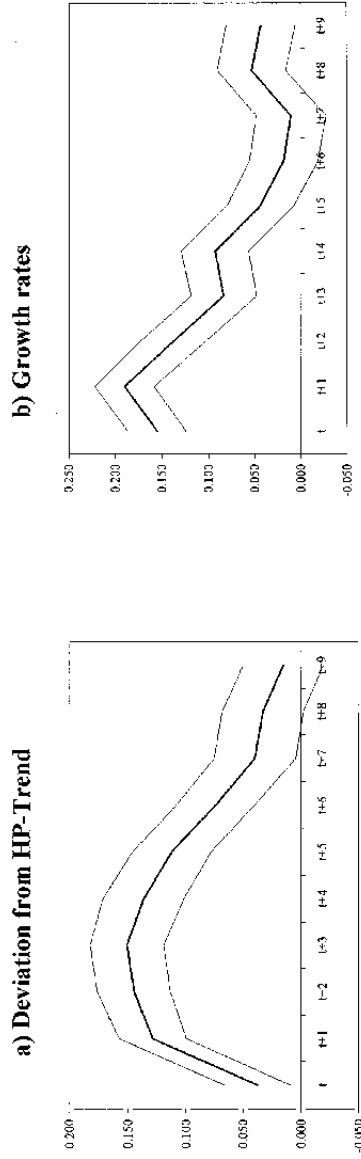 a) Deviation from HP-Trend
0.200
0.150
0.100
0.050
0.000
-0.050
t
t+1
t-2
t+3
t+4
t+5
t+6
t+7
t+8
t+9
b) Growth rates
0.250
0.200
0.150
0.100
0.050
0.000
-0.050
t
t+1
t+2
t+3
t+4
t+5
t+6
t+7
t+8
t+9